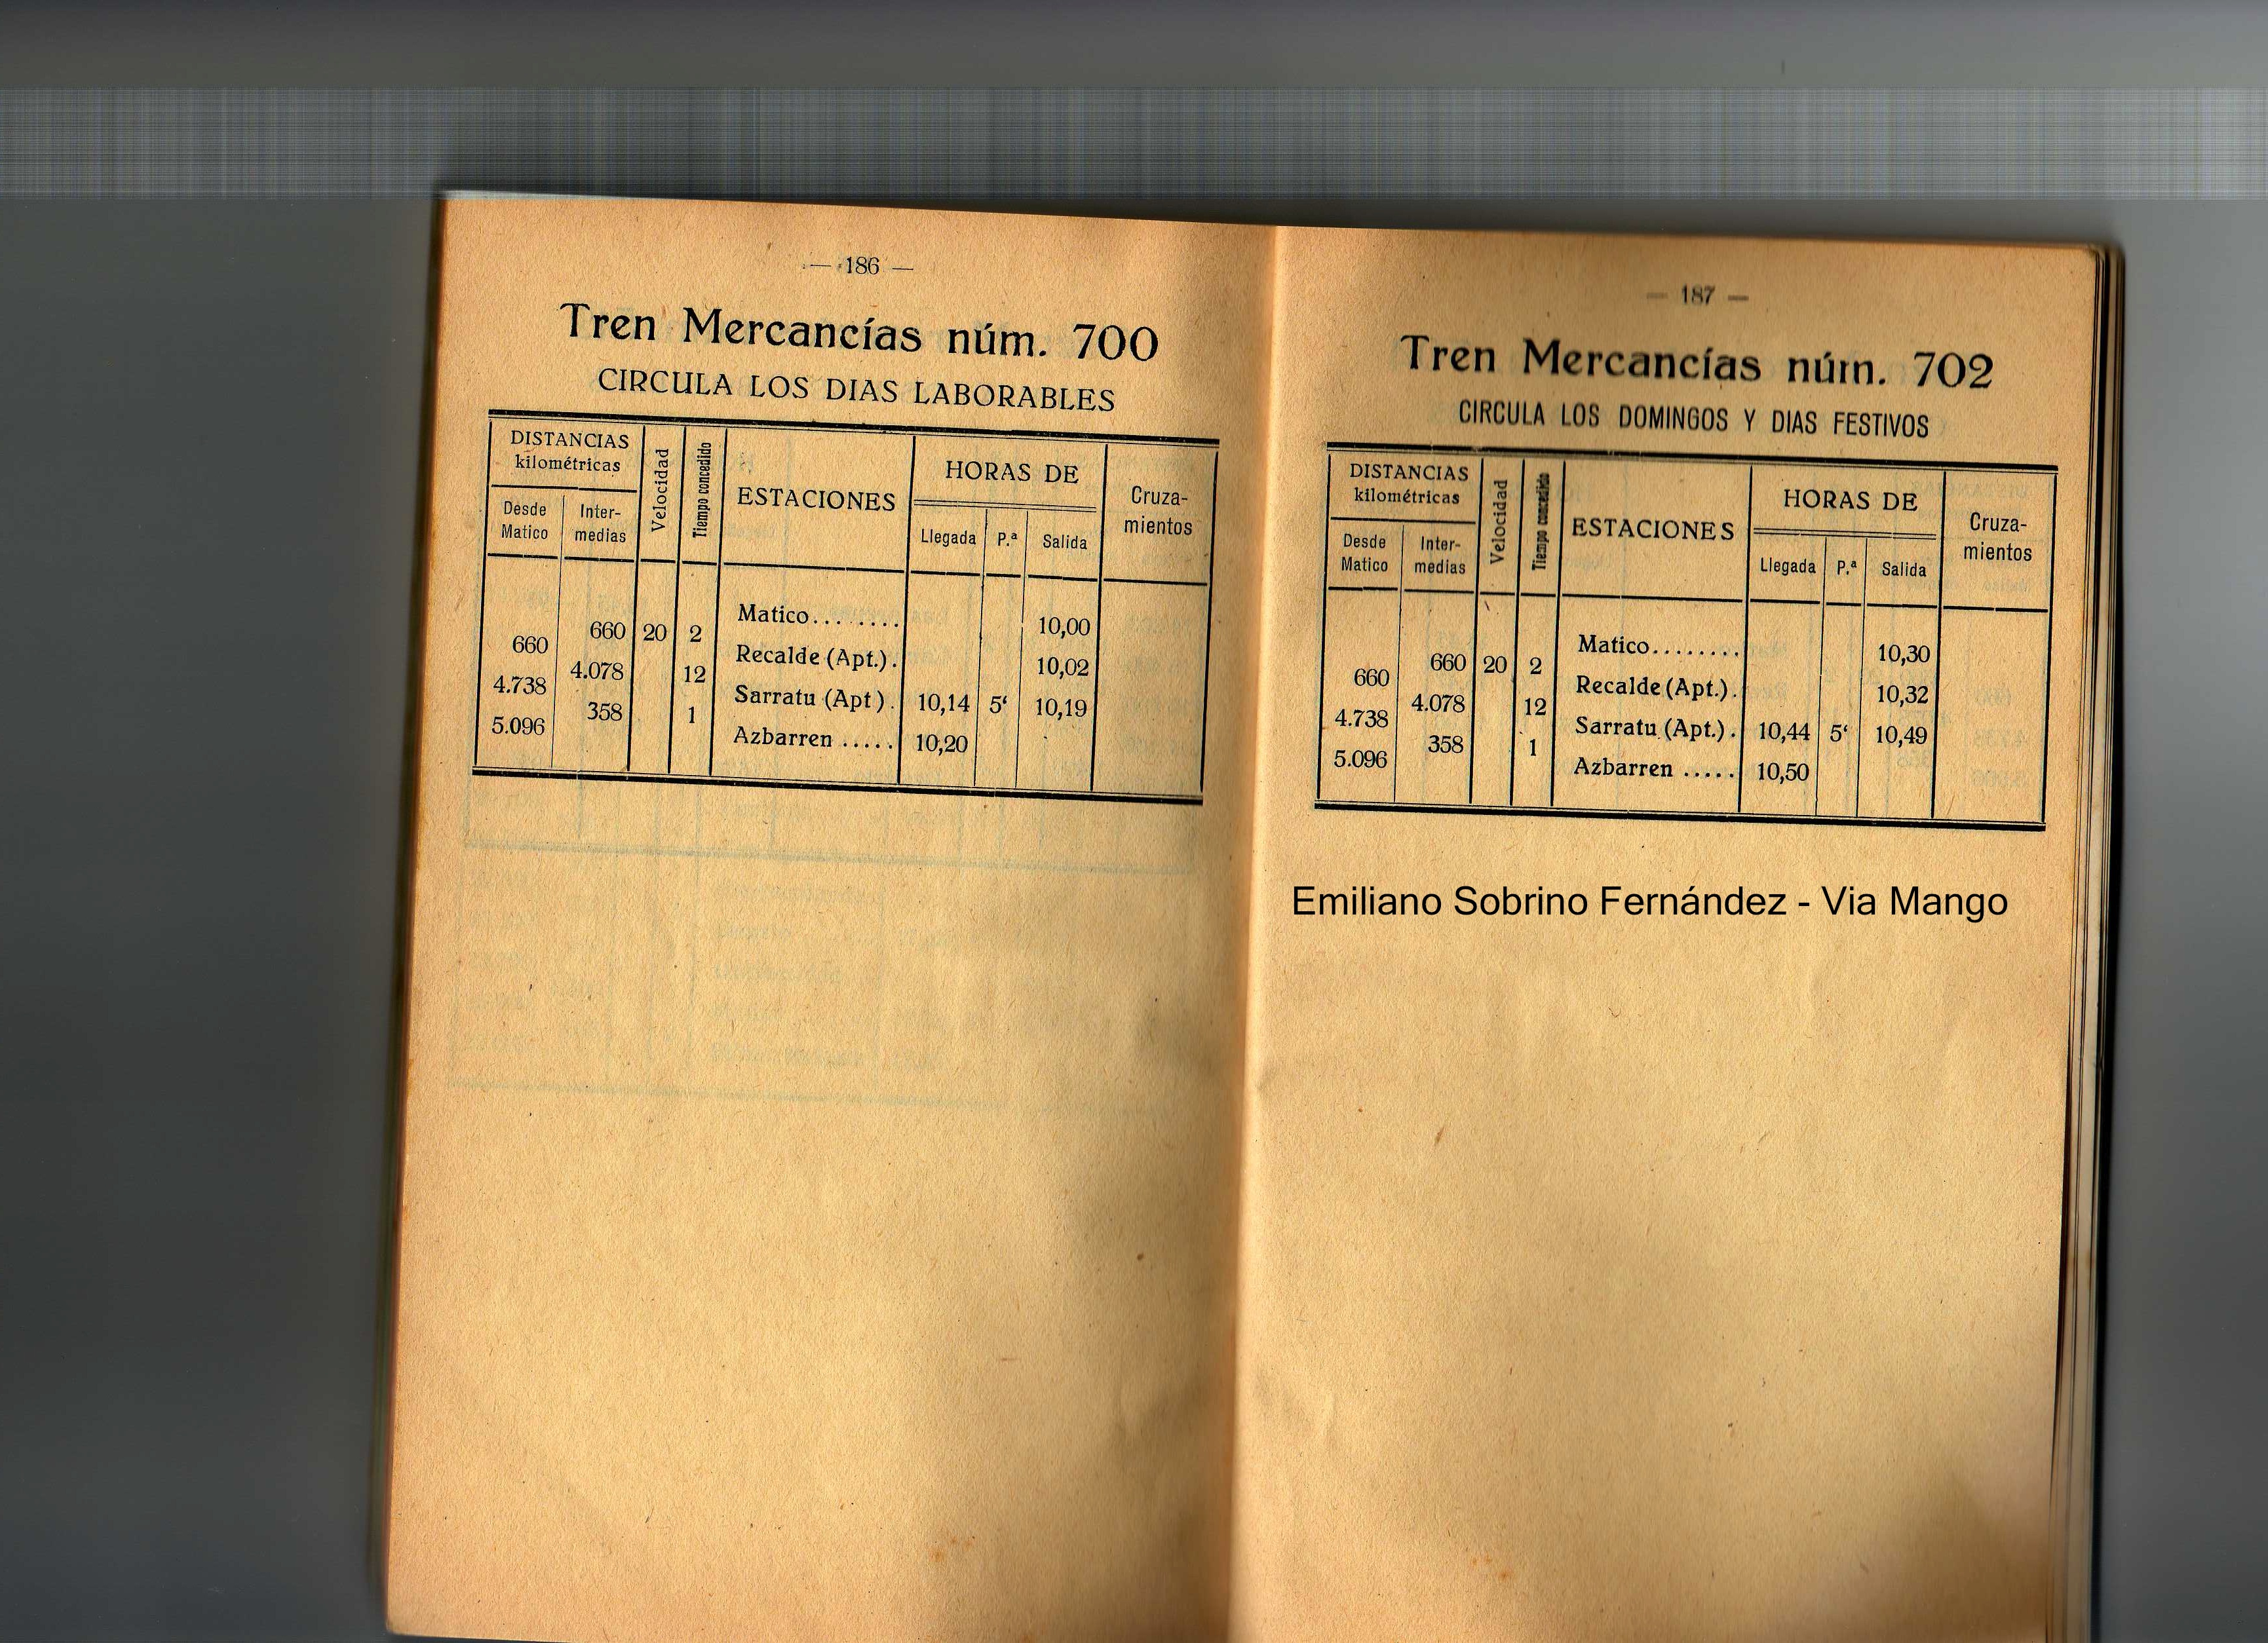 — 186 —
Tren Mercancías núm. 700
CIRCULA LOS DIAS LABORABLES
DISTANCIAS kilométricas Velocidad Tiempo concedido ESTACIONES HORAS DE Cruza-mientos
Desde Matico Inter-medias Llegada P.ª Salida
Matico........ 10,00
660 660 20 2 Recalde (Apt.). 10,02
4.738 4.078 12 Sarratu (Apt). 10,14 5‘ 10,19
5.096 358 1 Azbarren ..... 10,20
— 187 —
Tren Mercancías núm. 702
CIRCULA LOS DOMINGOS Y DIAS FESTIVOS
DISTANCIAS kilométricas Velocidad Tiempo concedido ESTACIONES HORAS DE Cruza-mientos
Desde Matico Inter-medias Llegada P.ª Salida
Matico........ 10,30
660 660 20 2 Recalde (Apt.). 10,32
4.738 4.078 12 Sarratu (Apt.). 10,44 5‘ 10,49
5.096 358 1 Azbarren ..... 10,50
Emiliano Sobrino Fernández - Via Mango